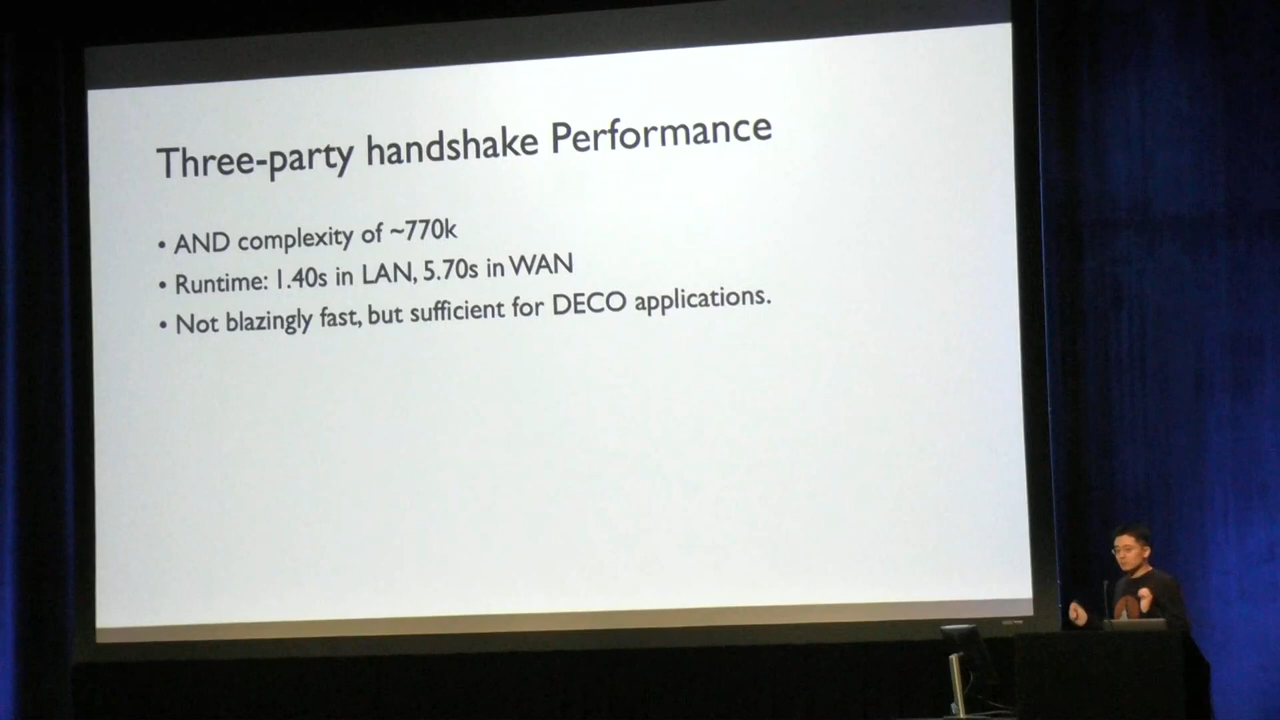 Three-party handshake Performance
• AND complexity of ~770k
• Runtime: 1.40s in LAN, 5.70s in WAN
• Not blazingly fast, but sufficient for DECO applications.